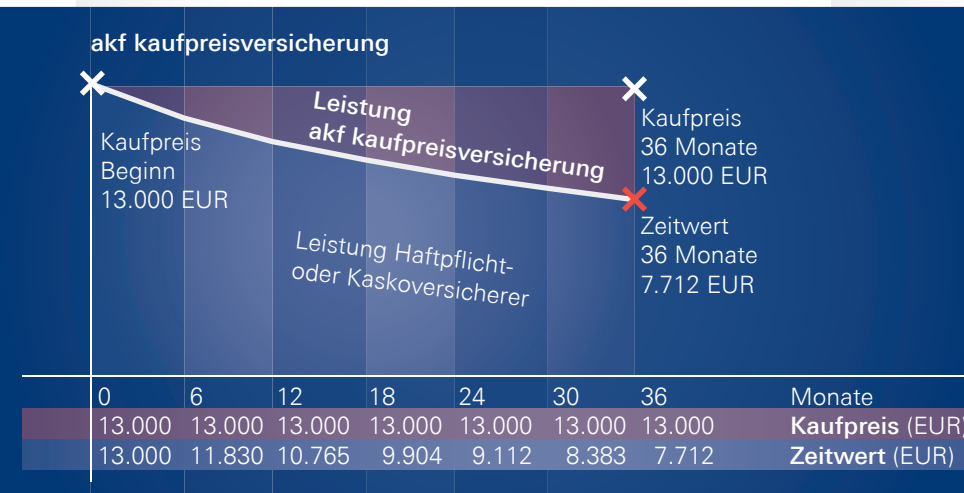 akf kaufpreisversicherung
Leistung
akf kaufpreisversicherung
Kaufpreis
Beginn
13.000 EUR
Kaufpreis
36 Monate
13.000 EUR
Leistung Haftpflicht-
oder Kaskoversicherer
Zeitwert
36 Monate
7.712 EUR
0 6 12 18 24 30 36 Monate
13.000 13.000 13.000 13.000 13.000 13.000 13.000 Kaufpreis (EUR)
13.000 11.830 10.765 9.904 9.112 8.383 7.712 Zeitwert (EUR)